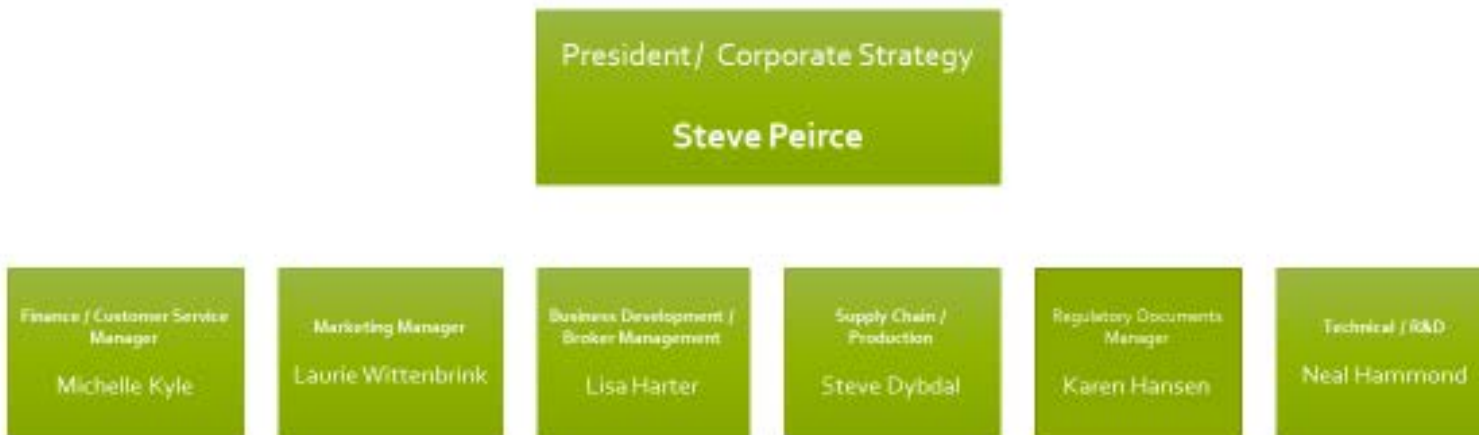 President/ Corporate Strategy
Steve Peirce
Finance / Customer Service
Manager
Michelle Kyle
Marketing Manager
Laurie Wittenbrink
Business Development /
Broker Management
Lisa Harter
Supply Chain /
Production
Steve Dybdal
Regulatory Documents
Manager
Karen Hansen
Technical / R&D
Neal Hammond